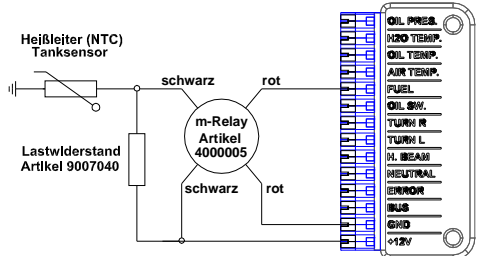 Heißleiter (NTC)
Tanksensor
schwarz
rot
m-Relay
Artikel
4000005
Lastwiderstand
Artikel 9007040
schwarz
rot
OIL PRES.
H2O TEMP.
OIL TEMP.
AIR TEMP.
FUEL
OIL SW.
TURN R
TURN L
H. BEAM
NEUTRAL
ERROR
BUS
GND
+12V